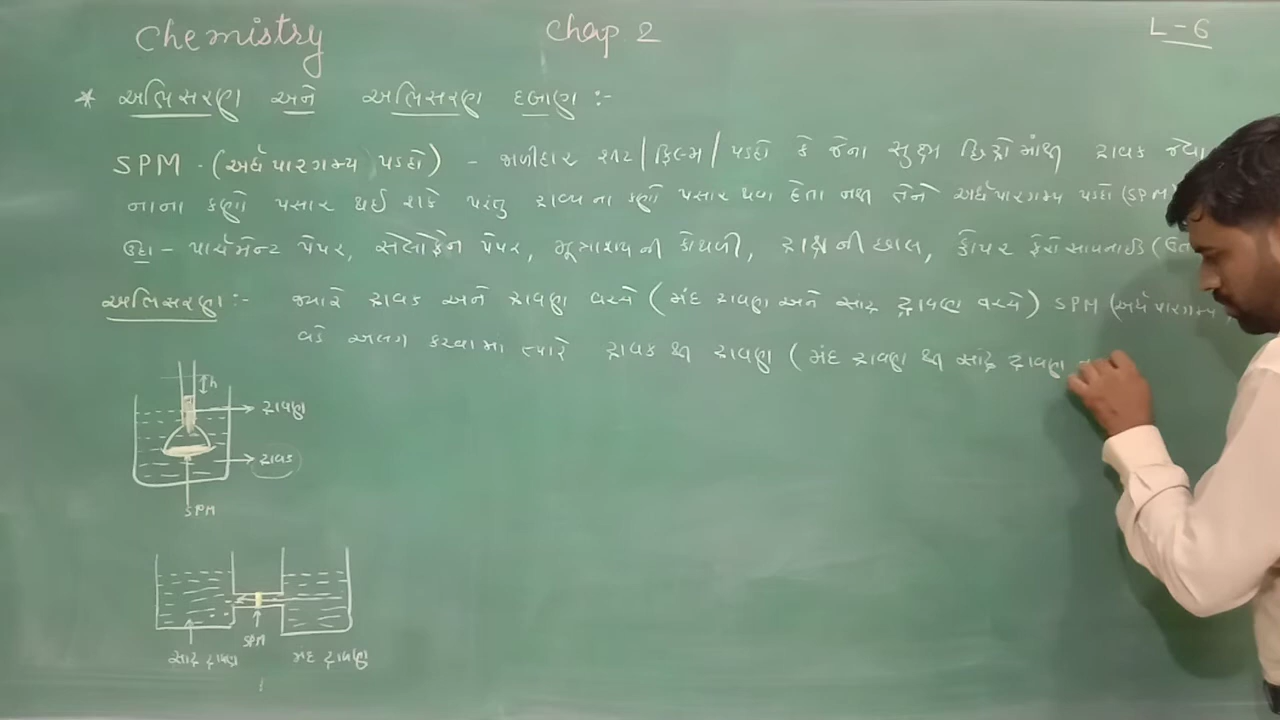 Chemistry Chap 2 L-6
* અભિસરણ અને અભિસરણ દબાણ :-
SPM - (અર્ધપારગમ્ય પડદો) - જાળીદાર શીટ/ફિલ્મ/પડદો કે જેના સુક્ષ્મ છિદ્રોમાંથી દ્રાવક જેવા
નાના કણો પસાર થઈ શકે પરંતુ દ્રાવ્યના કણો પસાર થવા દેતા નથી તેને અર્ધપારગમ્ય પડદો (SPM)
ઉદા - પાર્ચમેન્ટ પેપર, સેલોફેન પેપર, મૂત્રાશયની કોથળી, દ્રાક્ષની છાલ, કોપર ફેરોસાયનાઈડ
અભિસરણ :- જ્યારે દ્રાવક અને દ્રાવણ વચ્ચે (મંદ દ્રાવણ અને સાંદ્ર દ્રાવણ વચ્ચે) SPM (અર્ધપારગમ્ય
વડે અલગ કરવામા ત્યારે દ્રાવક થી દ્રાવણ (મંદ દ્રાવણ થી સાંદ્ર દ્રાવણ
h
દ્રાવણ
દ્રાવક
SPM
SPM
સાંદ્ર દ્રાવણ મંદ દ્રાવણ